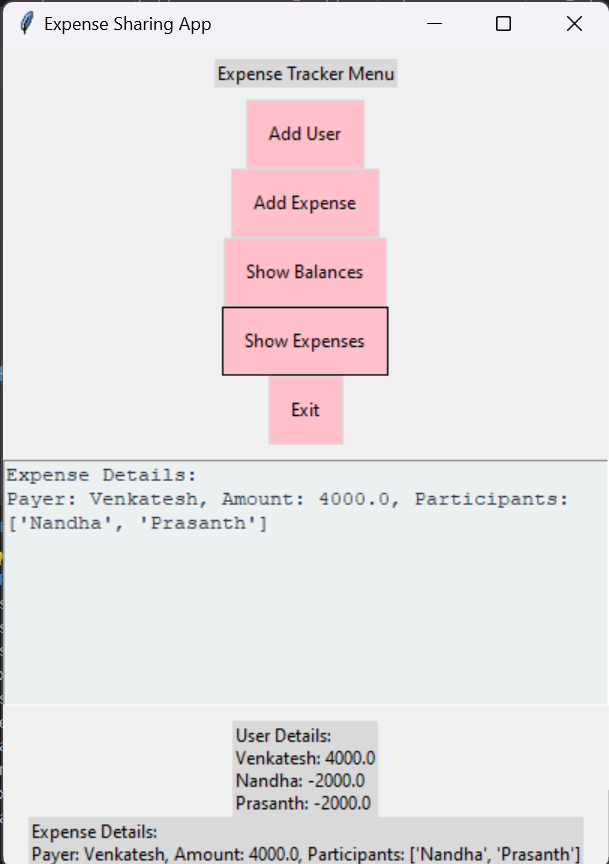 Expense Sharing App
Expense Tracker Menu
Add User
Add Expense
Show Balances
Show Expenses
Exit
Expense Details:
Payer: Venkatesh, Amount: 4000.0, Participants:
['Nandha', 'Prasanth']
User Details:
Venkatesh: 4000.0
Nandha: -2000.0
Prasanth: -2000.0
Expense Details:
Payer: Venkatesh, Amount: 4000.0, Participants: ['Nandha', 'Prasanth']